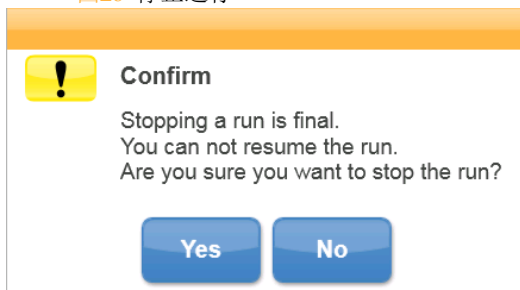 Confirm
Stopping a run is final.
You can not resume the run.
Are you sure you want to stop the run?
Yes No